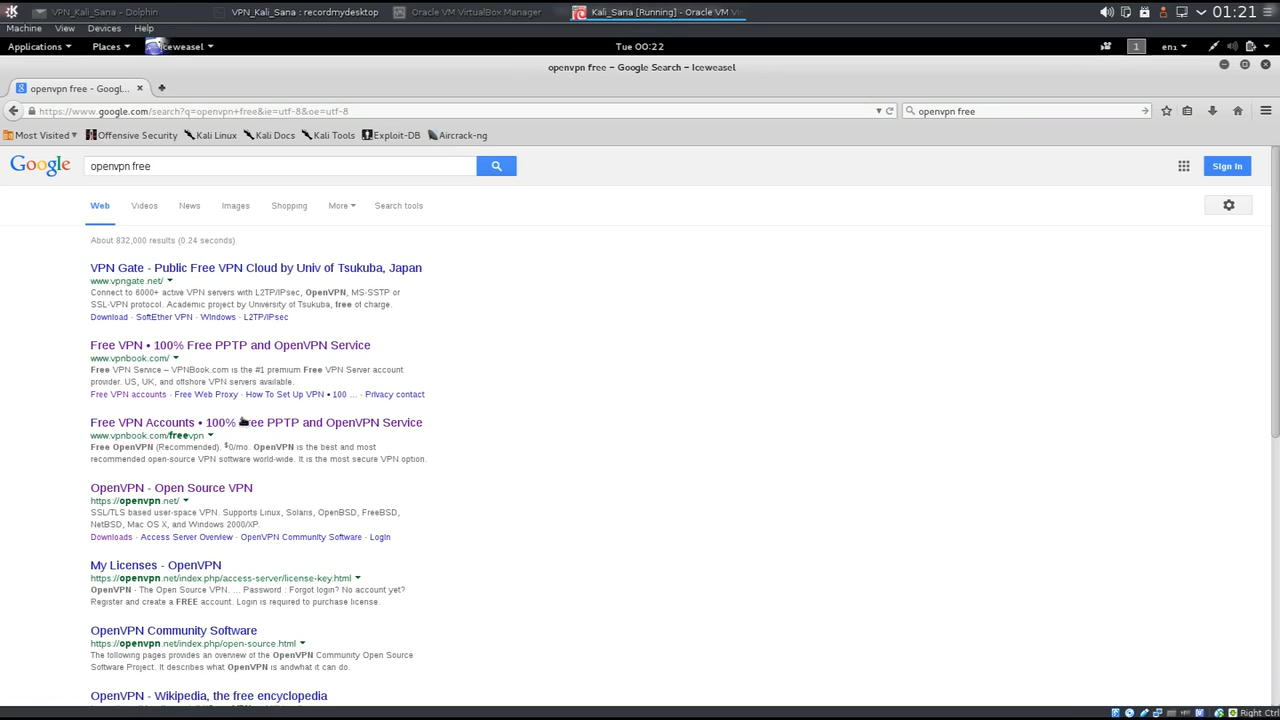 VPN_Kali_Sana - Dolphin
VPN_Kali_Sana : recordmydesktop
Oracle VM VirtualBox Manager
Kali_Sana [Running] - Oracle VM Vi
01:21
Machine View Devices Help
Applications Places Iceweasel
Tue 00:22
1 en1
openvpn free - Google Search - Iceweasel
openvpn free - Googl...
https://www.google.com/search?q=openvpn+free&ie=utf-8&oe=utf-8
openvpn free
Most Visited Offensive Security Kali Linux Kali Docs Kali Tools Exploit-DB Aircrack-ng
Google
openvpn free
Sign in
Web Videos News Images Shopping More Search tools
About 832,000 results (0.24 seconds)
VPN Gate - Public Free VPN Cloud by Univ of Tsukuba, Japan
www.vpngate.net/
Connect to 6000+ active VPN servers with L2TP/IPsec, OpenVPN, MS-SSTP or
SSL-VPN protocol. Academic project by University of Tsukuba, free of charge.
Download · SoftEther VPN · Windows · L2TP/IPsec
Free VPN • 100% Free PPTP and OpenVPN Service
www.vpnbook.com/
Free VPN Service – VPNBook.com is the #1 premium Free VPN Server account
provider. US, UK, and offshore VPN servers available.
Free VPN accounts · Free Web Proxy · How To Set Up VPN • 100 ... · Privacy contact
Free VPN Accounts • 100% Free PPTP and OpenVPN Service
www.vpnbook.com/freevpn
Free OpenVPN (Recommended). $0/mo. OpenVPN is the best and most
recommended open-source VPN software world-wide. It is the most secure VPN option.
OpenVPN - Open Source VPN
https://openvpn.net/
SSL/TLS based user-space VPN. Supports Linux, Solaris, OpenBSD, FreeBSD,
NetBSD, Mac OS X, and Windows 2000/XP.
Downloads · Access Server Overview · OpenVPN Community Software · Login
My Licenses - OpenVPN
https://openvpn.net/index.php/access-server/license-key.html
OpenVPN - The Open Source VPN. ... Password : Forgot login? No account yet?
Register and create a FREE account. Login is required to purchase license.
OpenVPN Community Software
https://openvpn.net/index.php/open-source.html
The following pages provides an overview of the OpenVPN Community Open Source
Software Project. It describes what OpenVPN is andwhat it can do.
OpenVPN - Wikipedia, the free encyclopedia
Right Ctrl